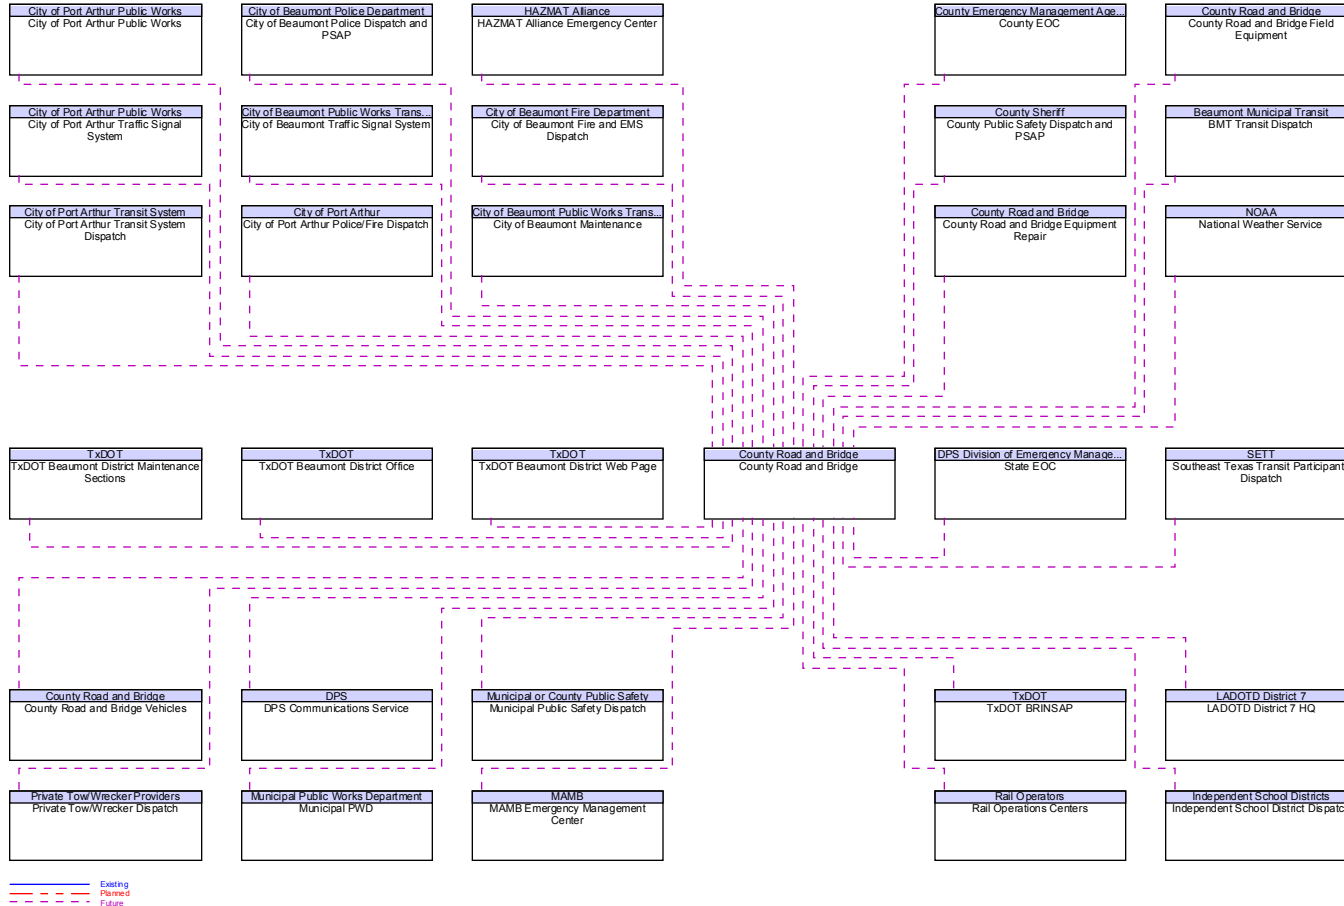 City of Port Arthur Public Works
City of Port Arthur Public Works
City of Beaumont Police Department
City of Beaumont Police Dispatch and
PSAP
HAZMAT Alliance
HAZMAT Alliance Emergency Center
County Emergency Management Age...
County EOC
County Road and Bridge
County Road and Bridge Field
Equipment
City of Port Arthur Public Works
City of Port Arthur Traffic Signal
System
City of Beaumont Public Works Trans...
City of Beaumont Traffic Signal System
City of Beaumont Fire Department
City of Beaumont Fire and EMS
Dispatch
County Sheriff
County Public Safety Dispatch and
PSAP
Beaumont Municipal Transit
BMT Transit Dispatch
City of Port Arthur Transit System
City of Port Arthur Transit System
Dispatch
City of Port Arthur
City of Port Arthur Police/Fire Dispatch
City of Beaumont Public Works Trans...
City of Beaumont Maintenance
County Road and Bridge
County Road and Bridge Equipment
Repair
NOAA
National Weather Service
TxDOT
TxDOT Beaumont District Maintenance
Sections
TxDOT
TxDOT Beaumont District Office
TxDOT
TxDOT Beaumont District Web Page
County Road and Bridge
County Road and Bridge
DPS Division of Emergency Manage...
State EOC
SETT
Southeast Texas Transit Participant
Dispatch
County Road and Bridge
County Road and Bridge Vehicles
DPS
DPS Communications Service
Municipal or County Public Safety
Municipal Public Safety Dispatch
TxDOT
TxDOT BRINSAP
LADOTD District 7
LADOTD District 7 HQ
Private Tow/Wrecker Providers
Private Tow/Wrecker Dispatch
Municipal Public Works Department
Municipal PWD
MAMB
MAMB Emergency Management
Center
Rail Operators
Rail Operations Centers
Independent School Districts
Independent School District Dispatc
Existing
Planned
Future